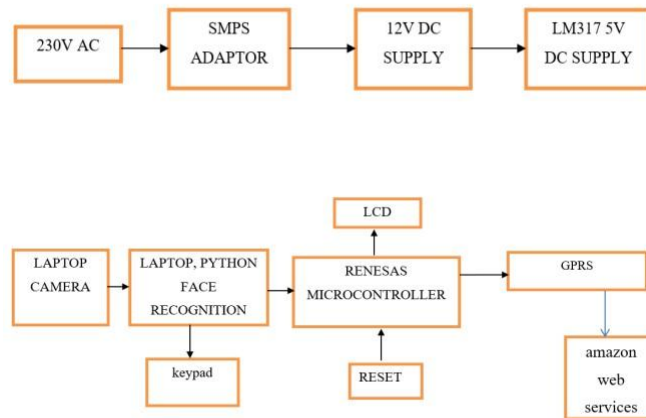 230V AC
SMPS
ADAPTOR
12V DC
SUPPLY
LM317 5V
DC SUPPLY
LCD
LAPTOP
CAMERA
LAPTOP, PYTHON
FACE
RECOGNITION
RENESAS
MICROCONTROLLER
GPRS
keypad
RESET
amazon
web
services